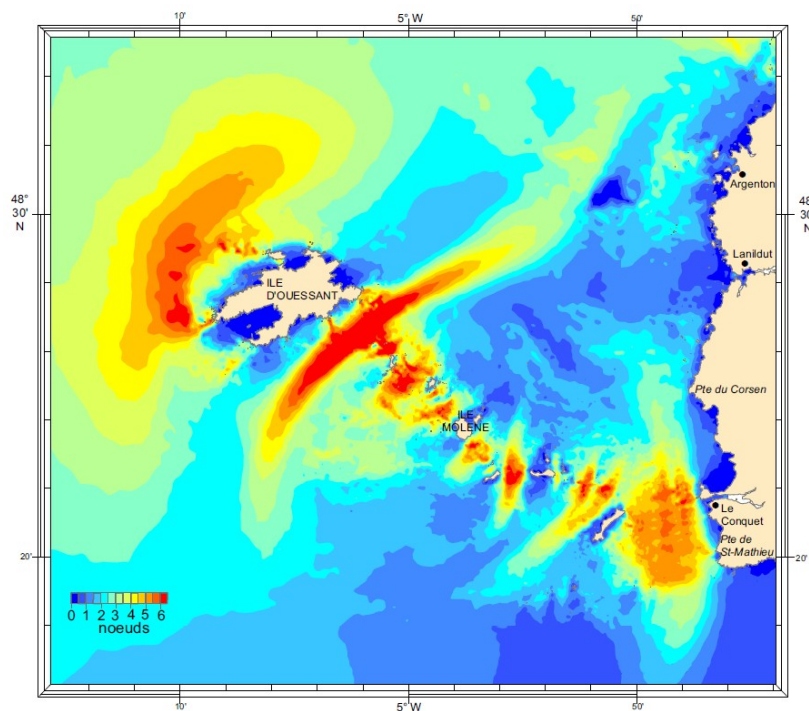 10'
5° W
50'
Argenton
48°
30'
N
48°
30'
N
Lanildut
ILE
D'OUESSANT
Pte du Corsen
ILE
MOLENE
Le
Conquet
Pte de
St-Mathieu
20'
20'
0 1 2 3 4 5 6
noeuds
10'
5° W
50'